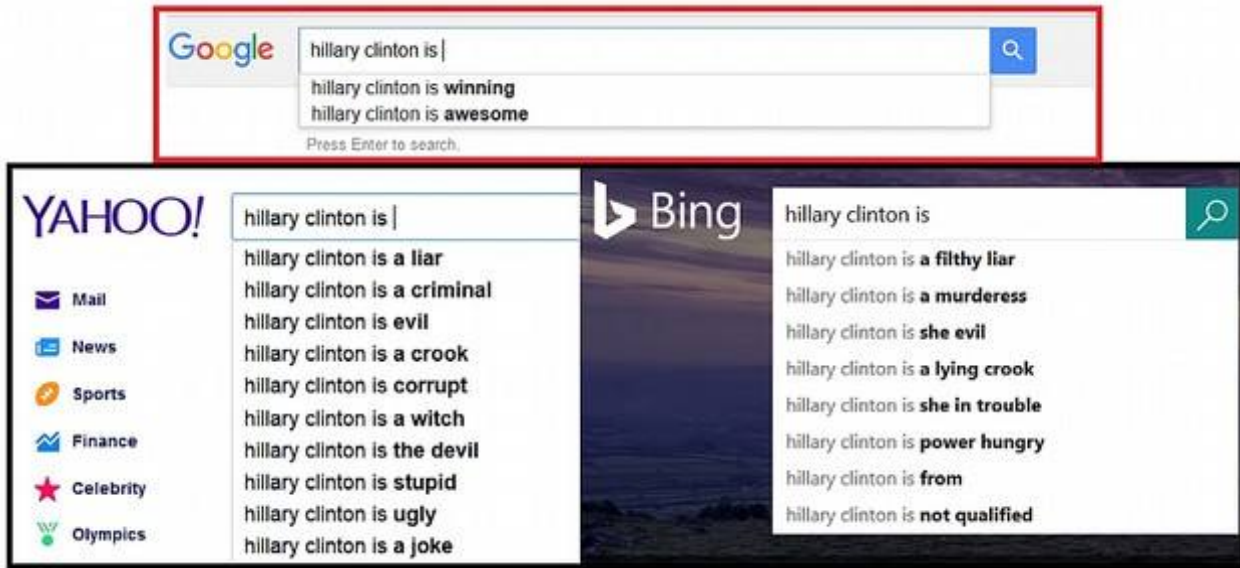 Google
hillary clinton is
hillary clinton is winning
hillary clinton is awesome
Press Enter to search.
YAHOO!
hillary clinton is
hillary clinton is a liar
hillary clinton is a criminal
hillary clinton is evil
hillary clinton is a crook
hillary clinton is corrupt
hillary clinton is a witch
hillary clinton is the devil
hillary clinton is stupid
hillary clinton is ugly
hillary clinton is a joke
Mail
News
Sports
Finance
Celebrity
Olympics
Bing
hillary clinton is
hillary clinton is a filthy liar
hillary clinton is a murderess
hillary clinton is she evil
hillary clinton is a lying crook
hillary clinton is she in trouble
hillary clinton is power hungry
hillary clinton is from
hillary clinton is not qualified